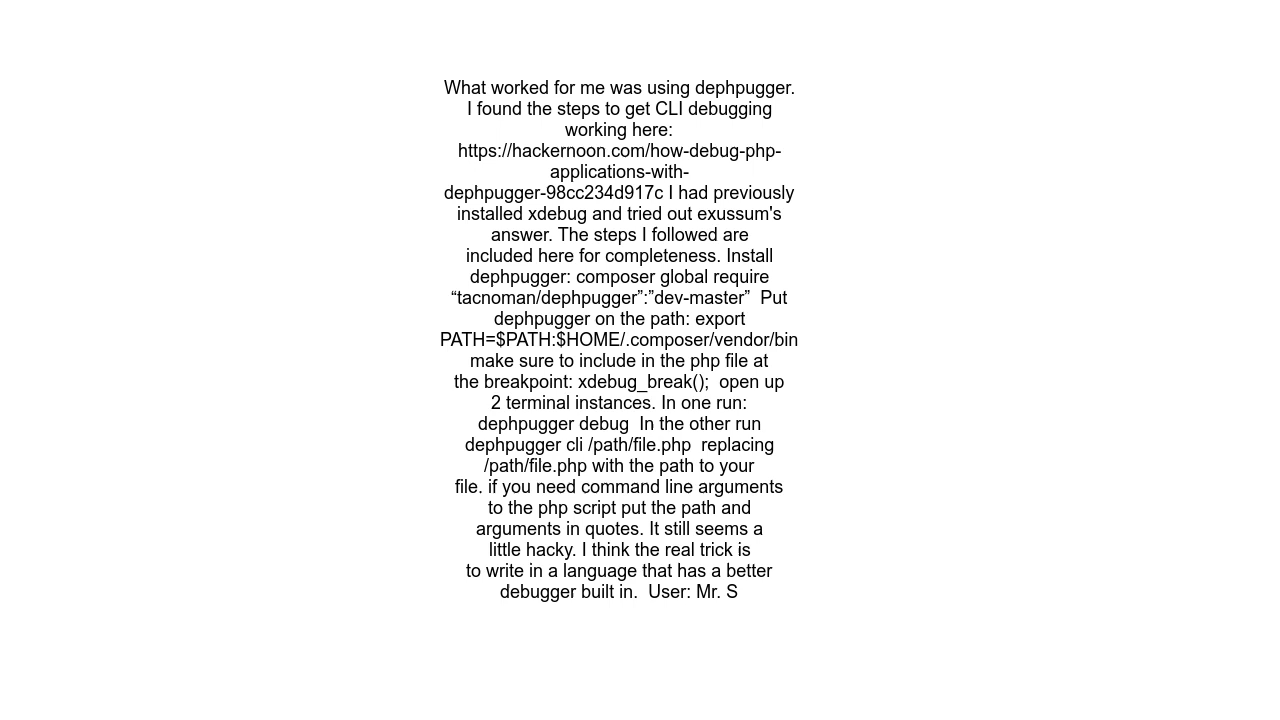 What worked for me was using dephpugger.
I found the steps to get CLI debugging
working here:
https://hackernoon.com/how-debug-php-
applications-with-
dephpugger-98cc234d917c I had previously
installed xdebug and tried out exussum's
answer. The steps I followed are
included here for completeness. Install
dephpugger: composer global require
“tacnoman/dephpugger”:”dev-master”  Put
dephpugger on the path: export
PATH=$PATH:$HOME/.composer/vendor/bin
make sure to include in the php file at
the breakpoint: xdebug_break();  open up
2 terminal instances. In one run:
dephpugger debug  In the other run
dephpugger cli /path/file.php  replacing
/path/file.php with the path to your
file. if you need command line arguments
to the php script put the path and
arguments in quotes. It still seems a
little hacky. I think the real trick is
to write in a language that has a better
debugger built in.  User: Mr. S